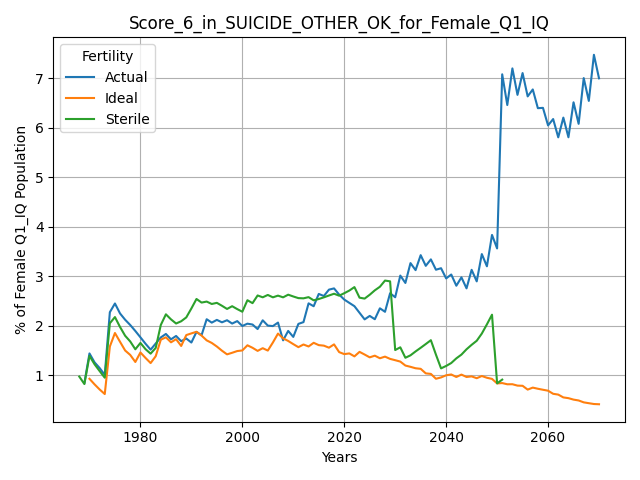 Score_6_in_SUICIDE_OTHER_OK_for_Female_Q1_IQ
Fertility
Actual
Ideal
Sterile
% of Female Q1_IQ Population
7
6
5
4
3
2
1
1980
2000
2020
2040
2060
Years